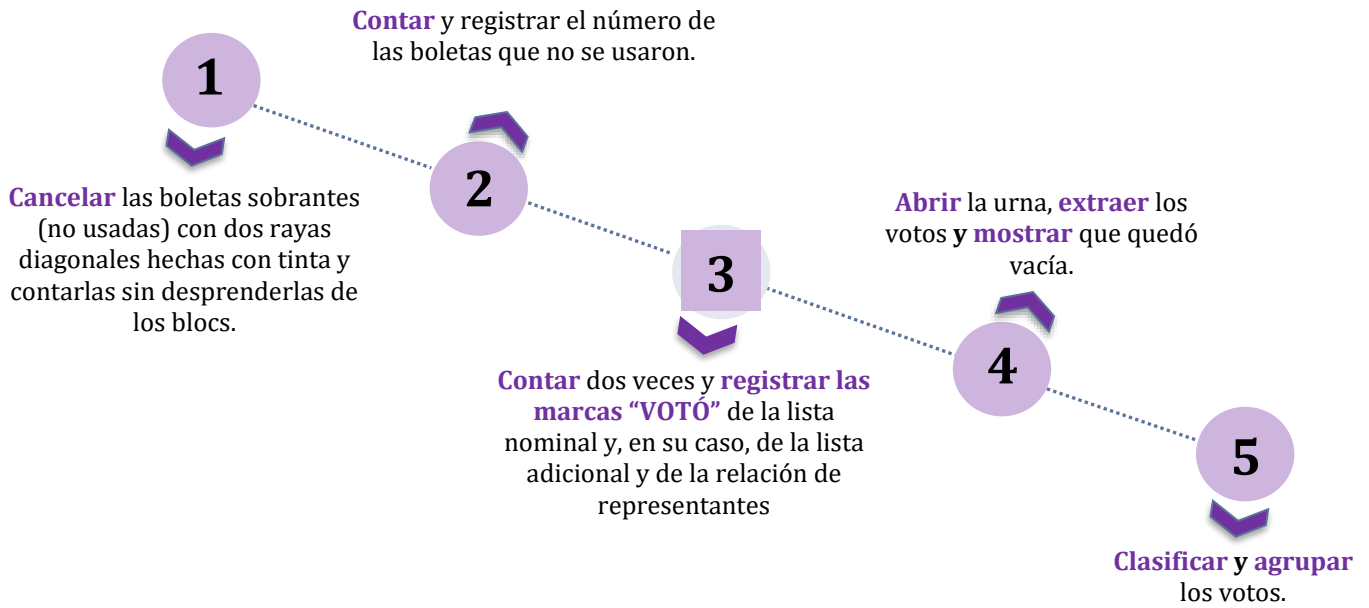 1
Cancelar las boletas sobrantes
(no usadas) con dos rayas
diagonales hechas con tinta y
contarlas sin desprenderlas de
los blocs.
Contar y registrar el número de
las boletas que no se usaron.
2
3
Contar dos veces y registrar las
marcas “VOTÓ” de la lista
nominal y, en su caso, de la lista
adicional y de la relación de
representantes
Abrir la urna, extraer los
votos y mostrar que quedó
vacía.
4
5
Clasificar y agrupar
los votos.